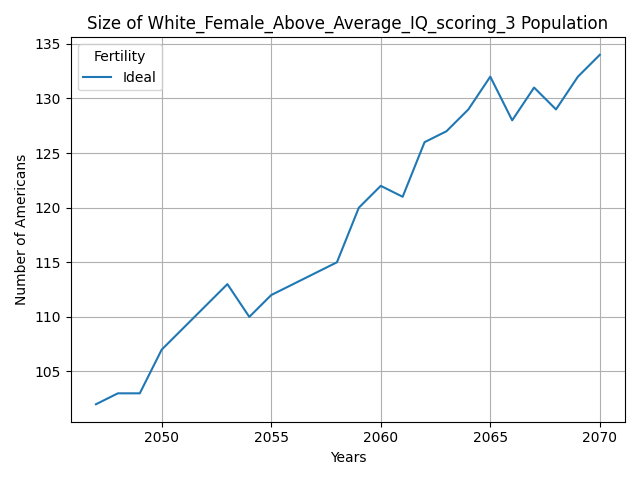 Size of White_Female_Above_Average_IQ_scoring_3 Population
Fertility
Ideal
Number of Americans
135
130
125
120
115
110
105
2050 2055 2060 2065 2070
Years